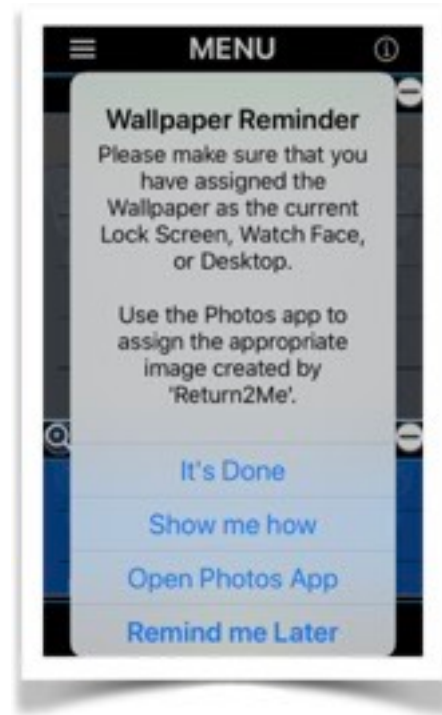 MENU
Wallpaper Reminder
Please make sure that you
have assigned the
Wallpaper as the current
Lock Screen, Watch Face,
or Desktop.
Use the Photos app to
assign the appropriate
image created by
'Return2Me'.
It's Done
Show me how
Open Photos App
Remind me Later